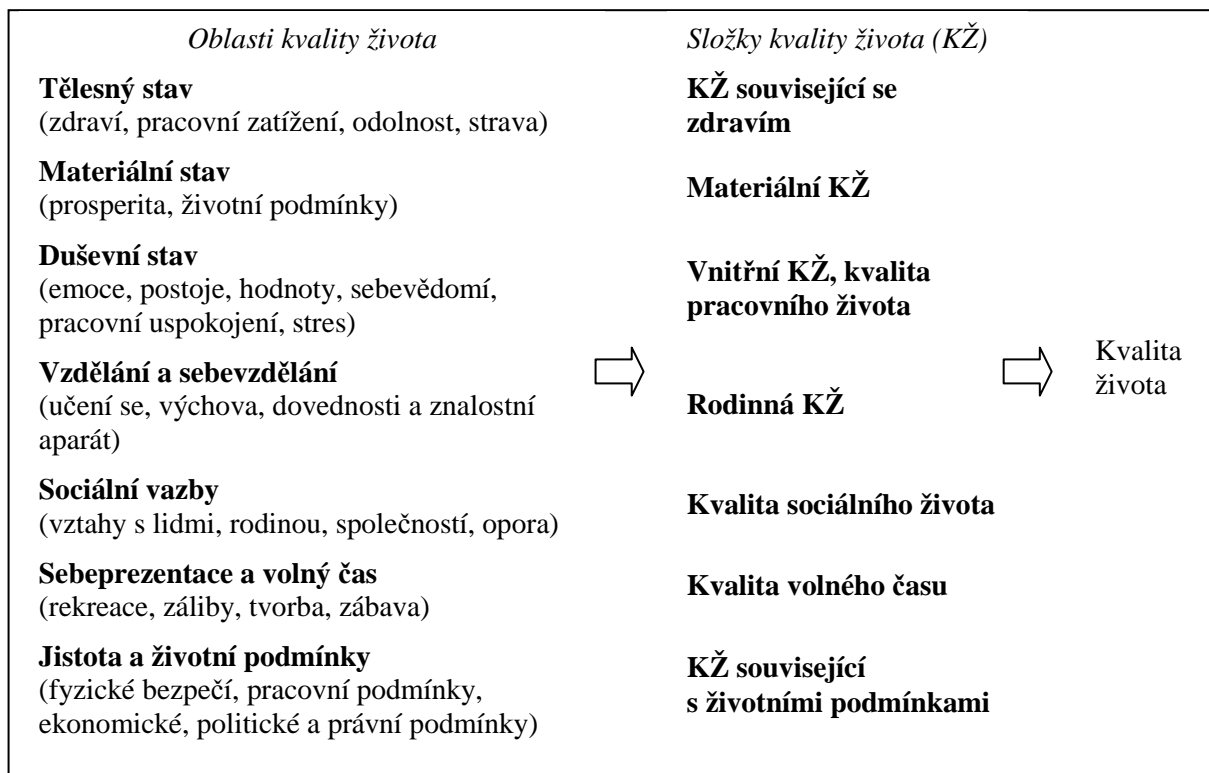 Oblasti kvality života
Složky kvality života (KŽ)
Tělesný stav
(zdraví, pracovní zatížení, odolnost, strava)
KŽ související se
zdravím
Materiální stav
(prosperita, životní podmínky)
Materiální KŽ
Duševní stav
(emoce, postoje, hodnoty, sebevědomí,
pracovní uspokojení, stres)
Vnitřní KŽ, kvalita
pracovního života
Vzdělání a sebevzdělání
(učení se, výchova, dovednosti a znalostní
aparát)
Rodinná KŽ
Sociální vazby
(vztahy s lidmi, rodinou, společností, opora)
Kvalita sociálního života
Sebeprezentace a volný čas
(rekreace, záliby, tvorba, zábava)
Kvalita volného času
Jistota a životní podmínky
(fyzické bezpečí, pracovní podmínky,
ekonomické, politické a právní podmínky)
KŽ související
s životními podmínkami
Kvalita
života